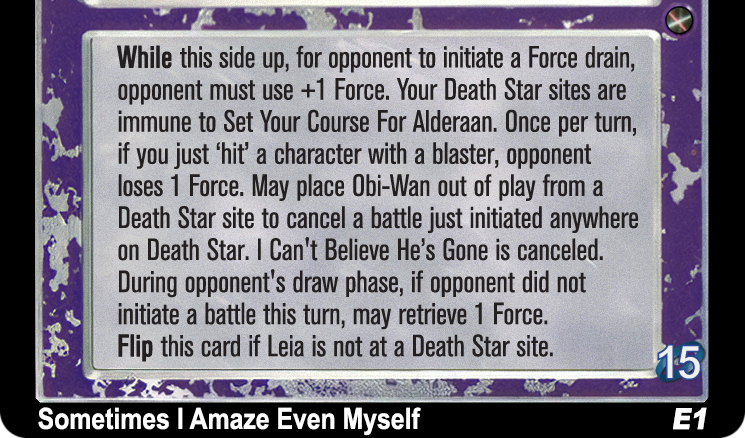 While this side up, for opponent to initiate a Force drain,
opponent must use +1 Force. Your Death Star sites are
immune to Set Your Course For Alderaan. Once per turn,
if you just ‘hit’ a character with a blaster, opponent
loses 1 Force. May place Obi-Wan out of play from a
Death Star site to cancel a battle just initiated anywhere
on Death Star. I Can't Believe He’s Gone is canceled.
During opponent's draw phase, if opponent did not
initiate a battle this turn, may retrieve 1 Force.
Flip this card if Leia is not at a Death Star site.
15
Sometimes I Amaze Even Myself E1